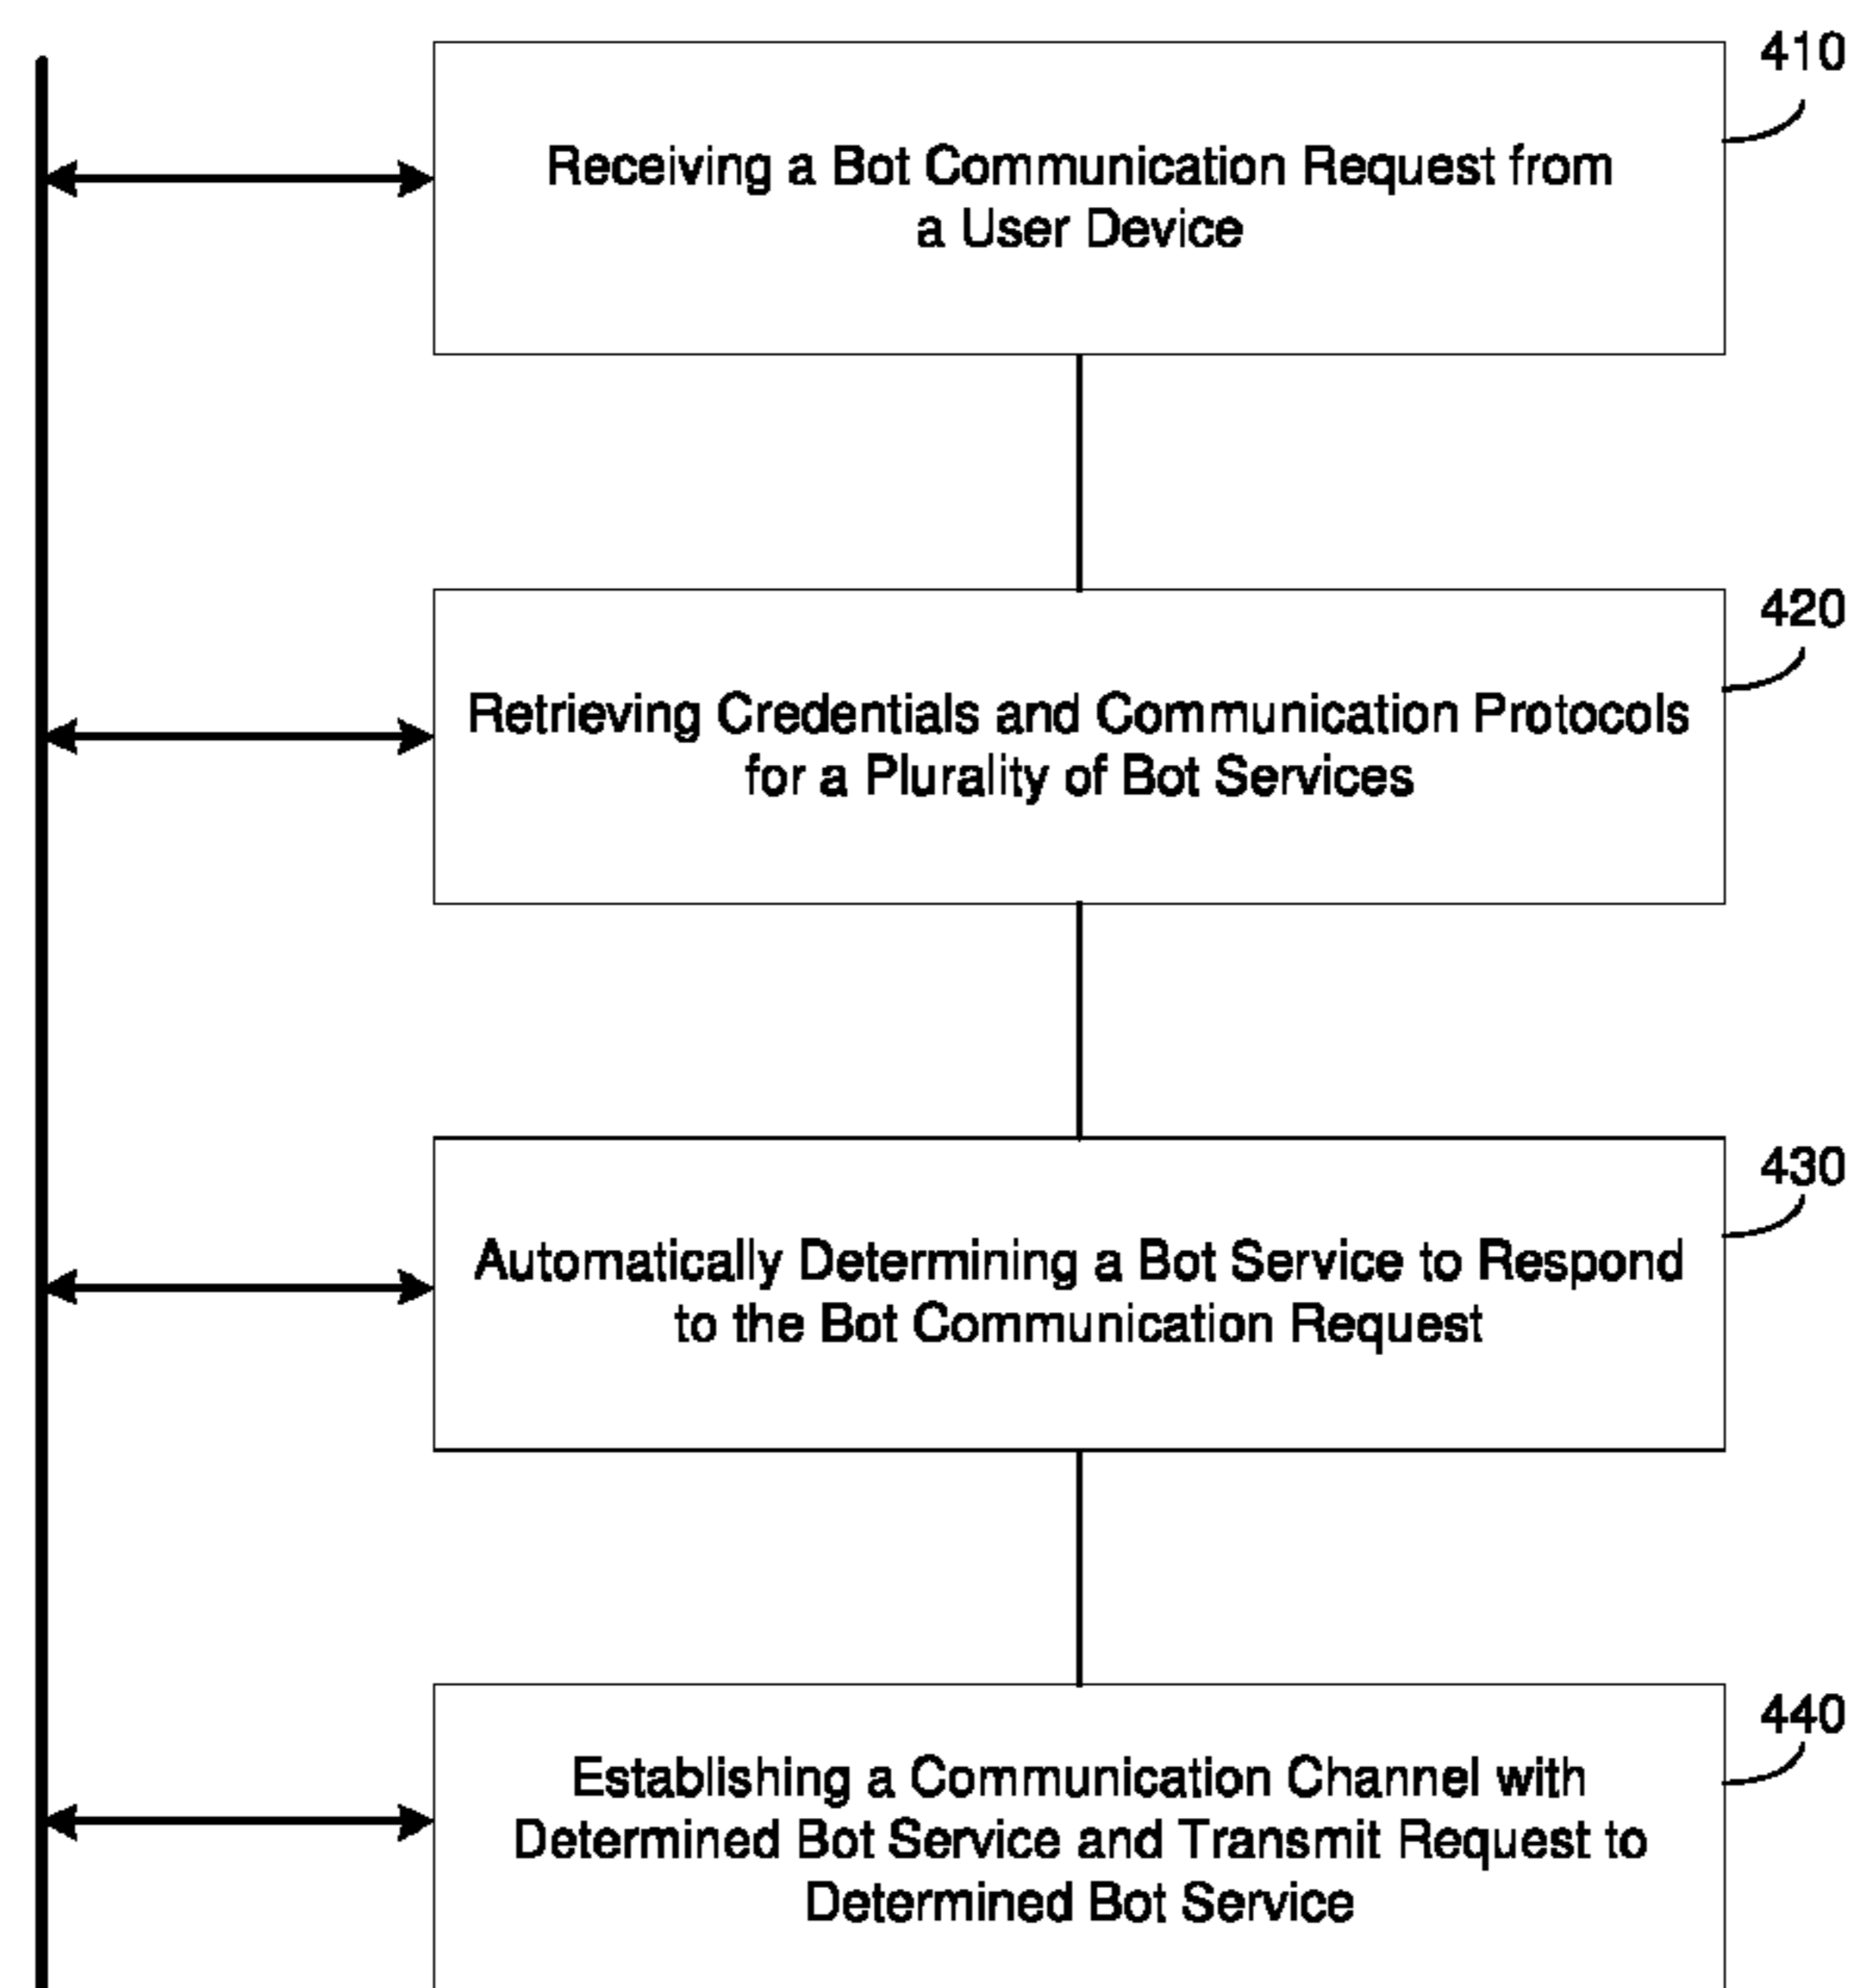 410
Receiving a Bot Communication Request from
a User Device
420
Retrieving Credentials and Communication Protocols
for a Plurality of Bot Services
430
Automatically Determining a Bot Service to Respond
to the Bot Communication Request
440
Establishing a Communication Channel with
Determined Bot Service and Transmit Request to
Determined Bot Service